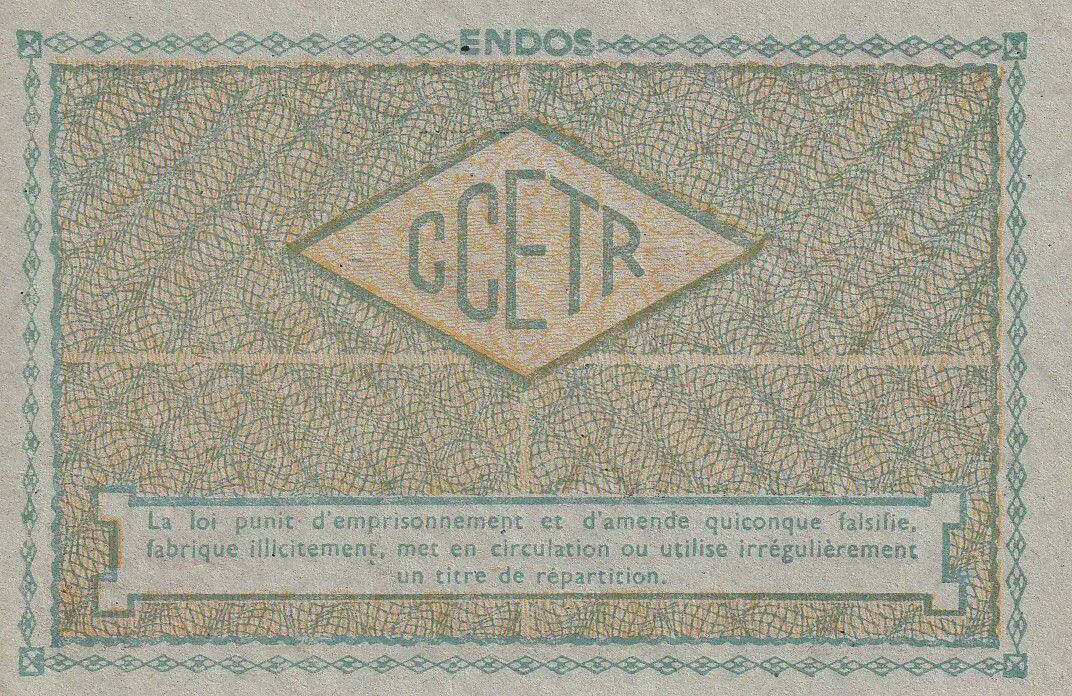 ENDOS
CCETR
La loi punit d'emprisonnement et d'amende quiconque falsifie,
fabrique illicitement, met en circulation ou utilise irrégulièrement
un titre de répartition.